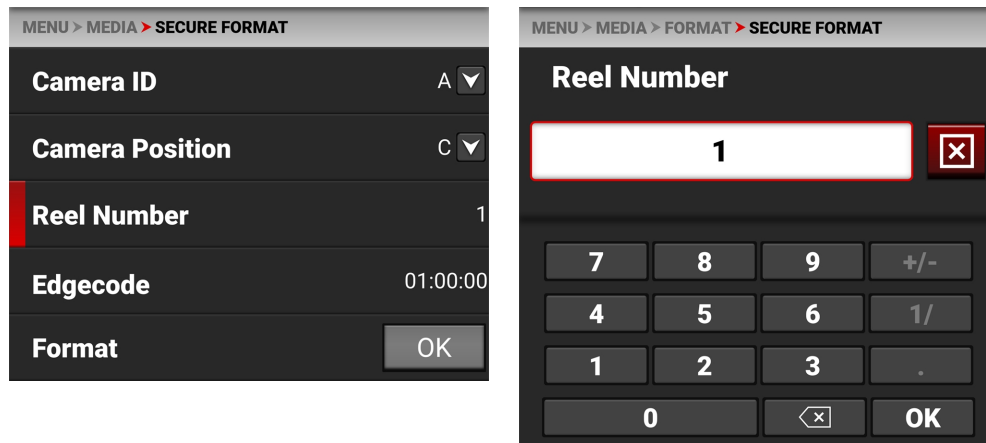 MENU > MEDIA > SECURE FORMAT
Camera ID A
Camera Position C
Reel Number 1
Edgecode 01:00:00
Format OK
MENU > MEDIA > FORMAT > SECURE FORMAT
Reel Number
1
7 8 9 +/-
4 5 6 1/
1 2 3 .
0 OK